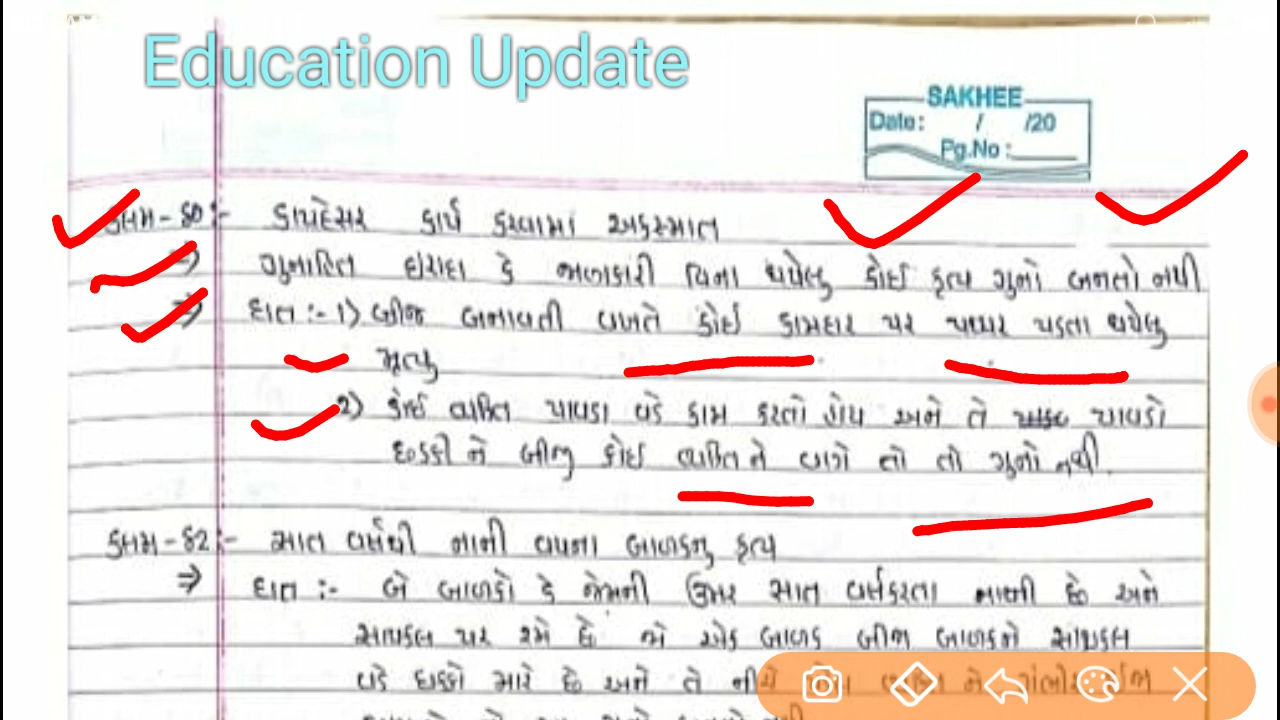 Education Update
SAKHEE
Date: / /20
Pg.No :
કલમ - 80 :- કાયદેસર કાર્ય કરવામાં અકસ્માત
⇒ ગુનાહિત ઇરાદા કે જાણકારી વિના થયેલુ કોઈ કૃત્ય ગુનો બનતો નથી
⇒ દાત :- 1) બ્રીજ બનાવતી વખતે કોઈ કામદાર પર પથ્થર પડતા થયેલુ
મૃત્યુ
2) કોઈ વ્યક્તિ પાવડા વડે કામ કરતો હોય અને તે પાવડો
છટકી ને બીજુ કોઈ વ્યક્તિ ને વાગે તો તો ગુનો નથી.
કલમ - 82 :- સાત વર્ષથી નાની વયના બાળકનુ કૃત્ય
⇒ દાત :- બે બાળકો કે જેમની ઉંમર સાત વર્ષ કરતા નાની છે અને
સાયકલ પર રમે છે જો એક બાળક બીજા બાળકને સાયકલ
વડે ધક્કો મારે છે અને તે ની